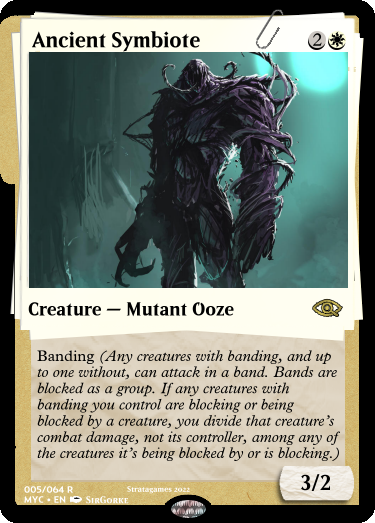 Ancient Symbiote 2
Creature — Mutant Ooze
Banding (Any creatures with banding, and up
to one without, can attack in a band. Bands are
blocked as a group. If any creatures with
banding you control are blocking or being
blocked by a creature, you divide that creature's
combat damage, not its controller, among any of
the creatures it's being blocked by or is blocking.)
3/2
005/064 R Stratagames 2022
MYC • EN SirGorke